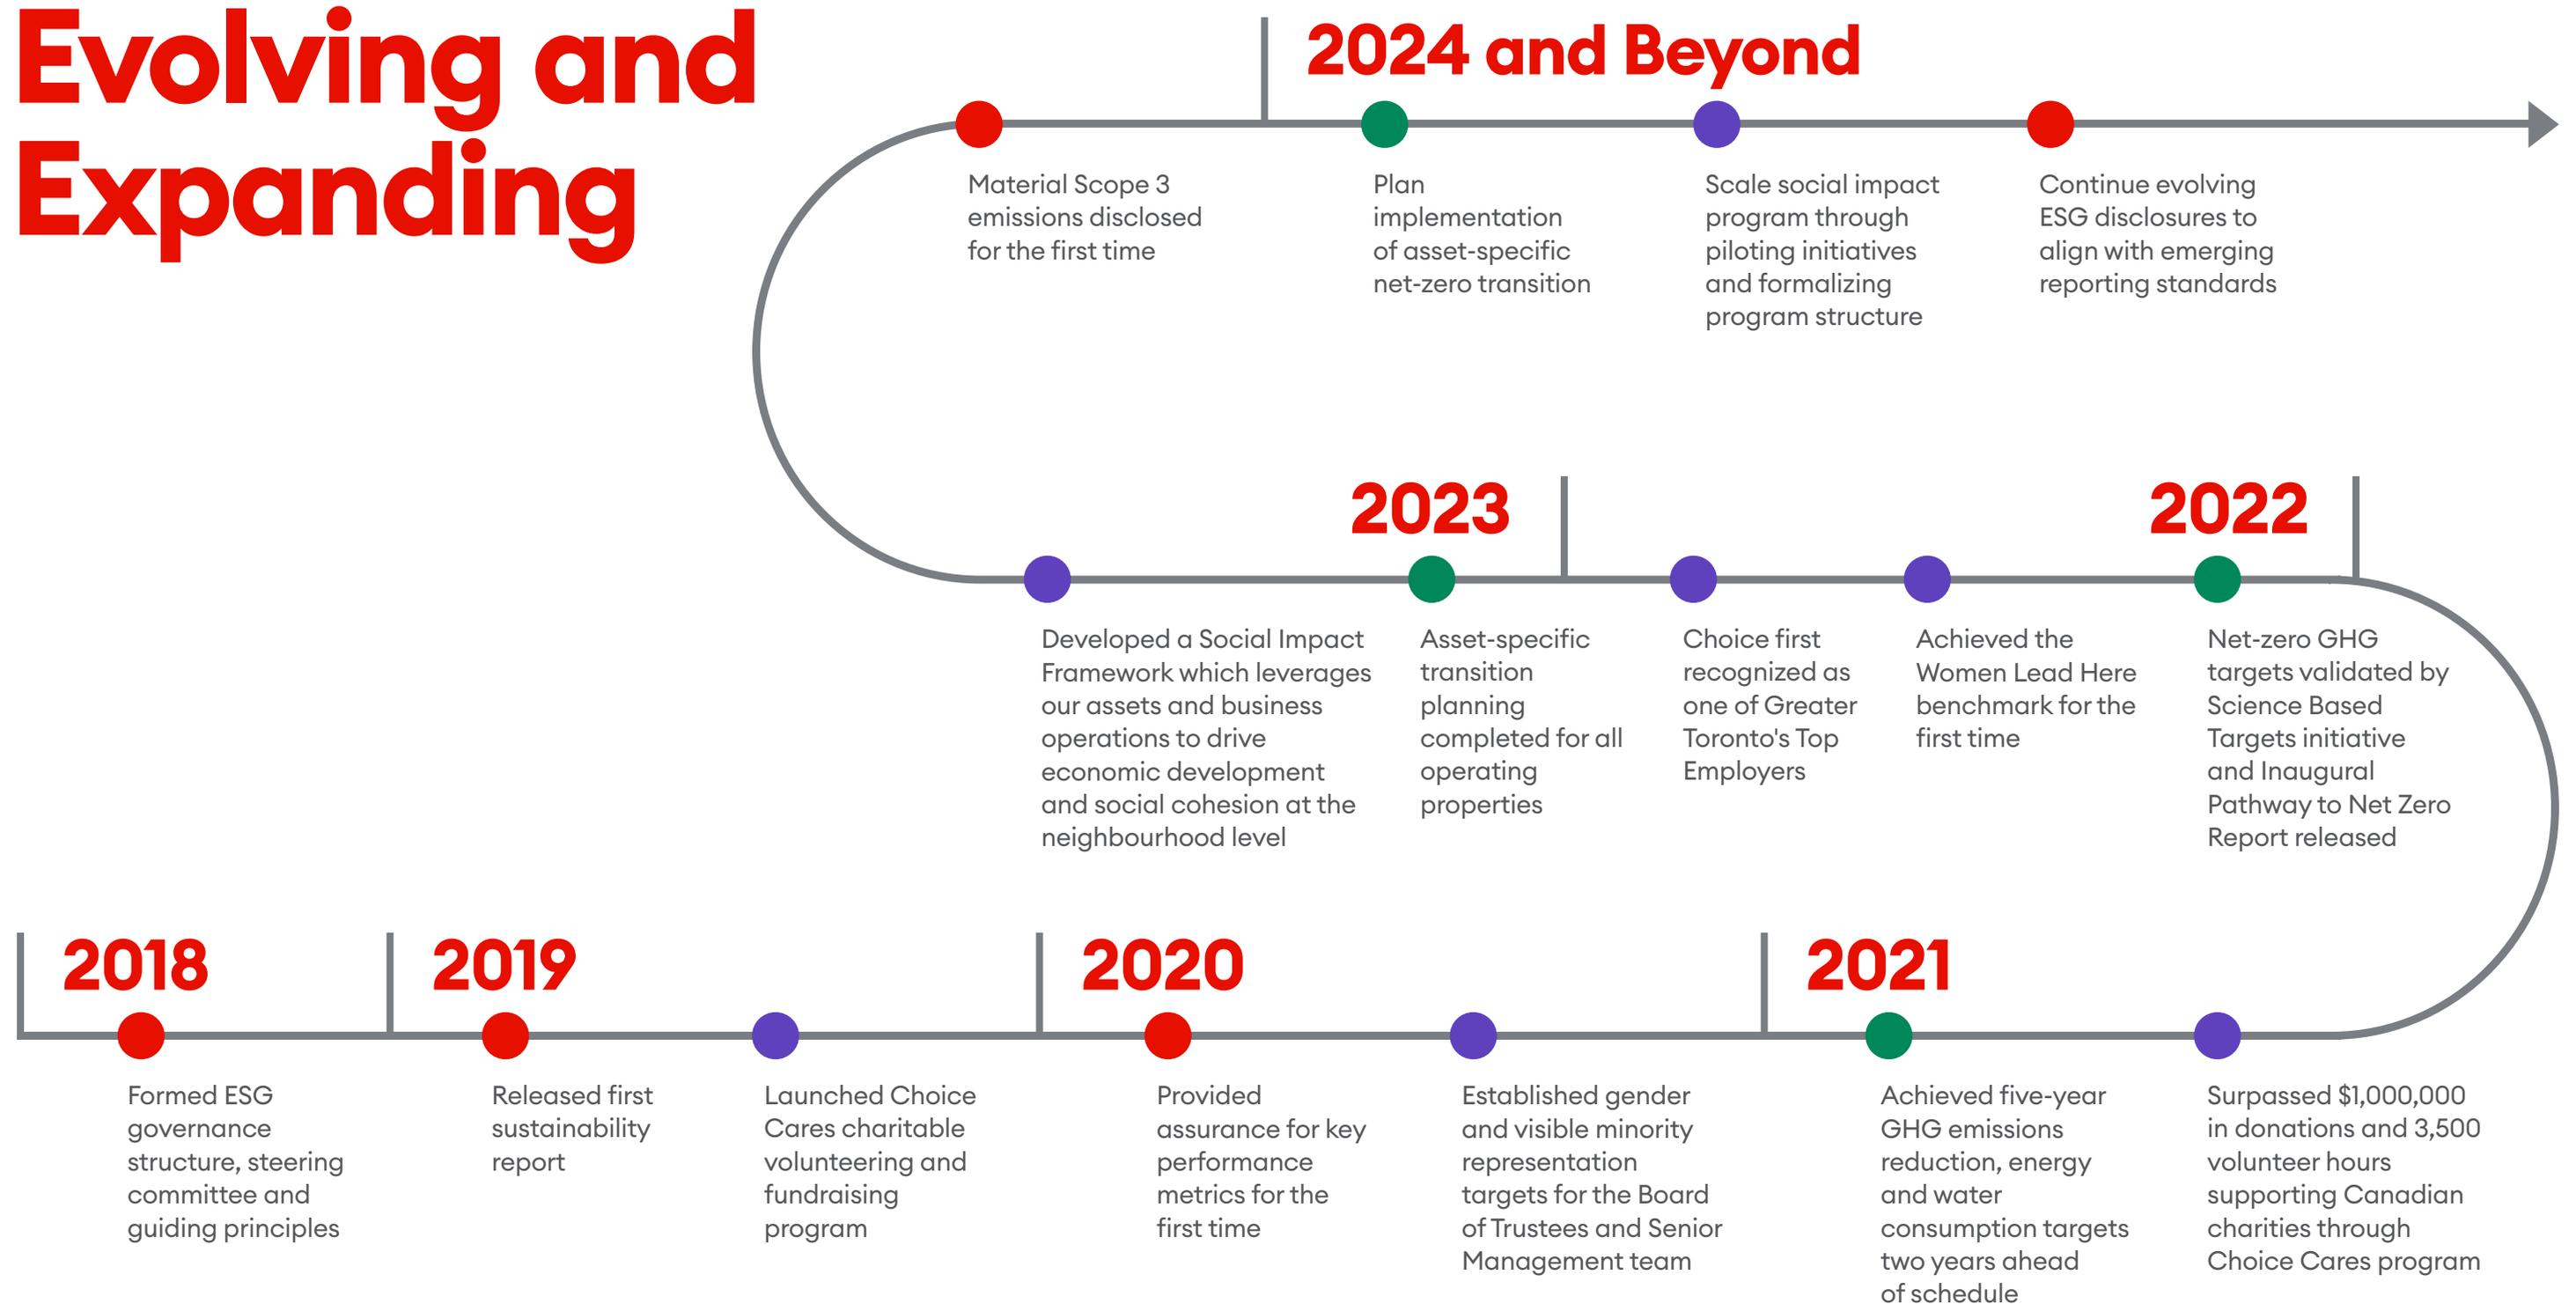 Evolving and
Expanding
2024 and Beyond
Material Scope 3
emissions disclosed
for the first time
Plan
implementation
of asset-specific
net-zero transition
Scale social impact
program through
piloting initiatives
and formalizing
program structure
Continue evolving
ESG disclosures to
align with emerging
reporting standards
2023
2022
Developed a Social Impact
Framework which leverages
our assets and business
operations to drive
economic development
and social cohesion at the
neighbourhood level
Asset-specific
transition
planning
completed for all
operating
properties
Choice first
recognized as
one of Greater
Toronto's Top
Employers
Achieved the
Women Lead Here
benchmark for the
first time
Net-zero GHG
targets validated by
Science Based
Targets initiative
and Inaugural
Pathway to Net Zero
Report released
2018
2019
2020
2021
Formed ESG
governance
structure, steering
committee and
guiding principles
Released first
sustainability
report
Launched Choice
Cares charitable
volunteering and
fundraising
program
Provided
assurance for key
performance
metrics for the
first time
Established gender
and visible minority
representation
targets for the Board
of Trustees and Senior
Management team
Achieved five-year
GHG emissions
reduction, energy
and water
consumption targets
two years ahead
of schedule
Surpassed $1,000,000
in donations and 3,500
volunteer hours
supporting Canadian
charities through
Choice Cares program